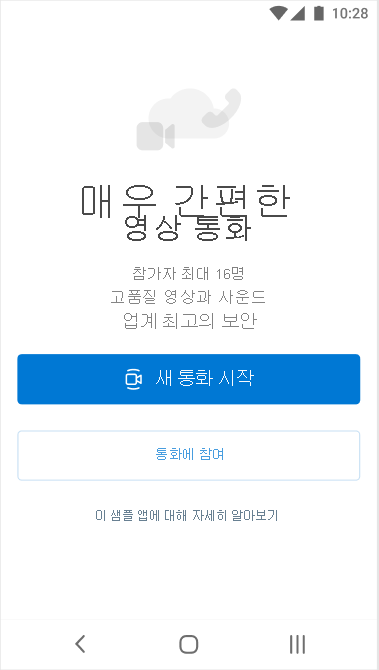 10:28
매우 간편한
영상 통화
참가자 최대 16명
고품질 영상과 사운드
업계 최고의 보안
새 통화 시작
통화에 참여
이 샘플 앱에 대해 자세히 알아보기